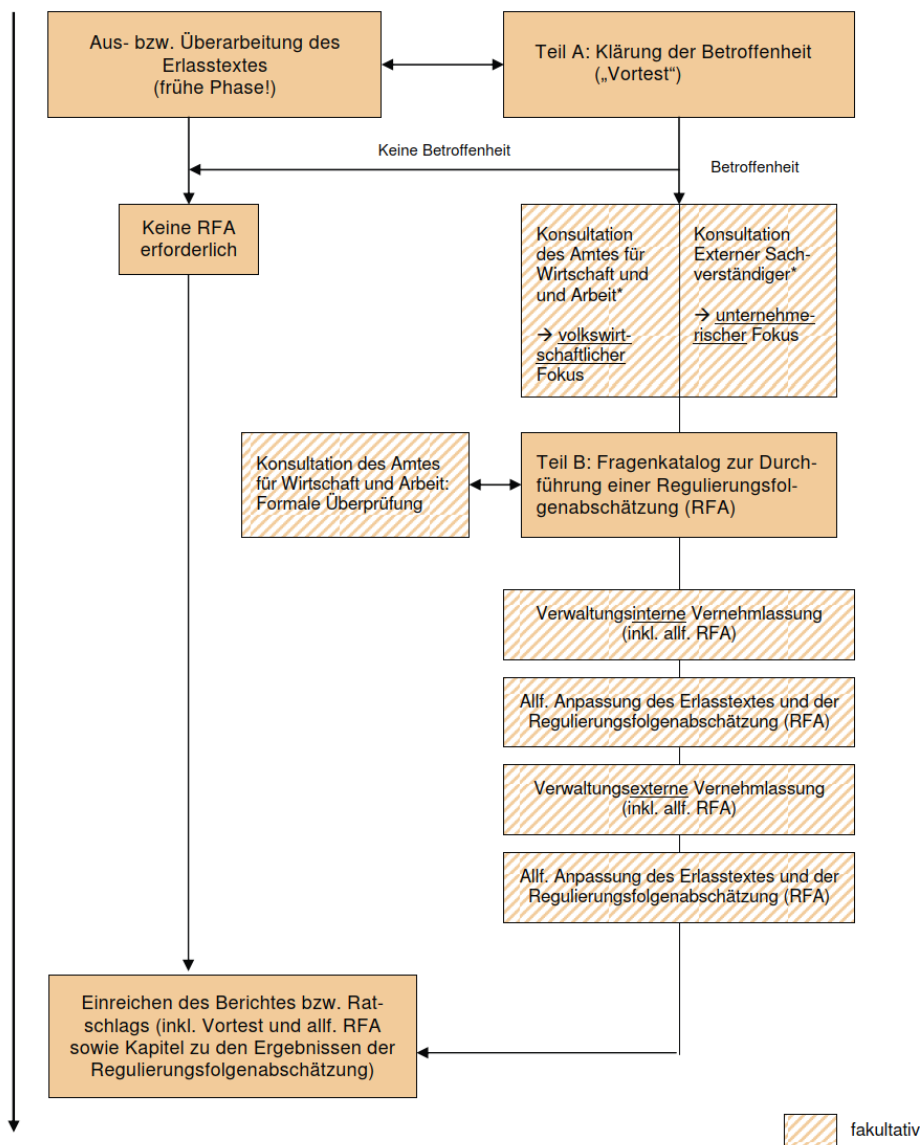 Aus- bzw. Überarbeitung des
Erlasstextes
(frühe Phase!)
Teil A: Klärung der Betroffenheit
(„Vortest“)
Keine Betroffenheit
Betroffenheit
Keine RFA
erforderlich
Konsultation
des Amtes für
Wirtschaft und
und Arbeit*
→ volkswirt-
schaftlicher
Fokus
Konsultation
Externer Sach-
verständiger*
→ unternehme-
rischer Fokus
Konsultation des Amtes
für Wirtschaft und Arbeit:
Formale Überprüfung
Teil B: Fragenkatalog zur Durch-
führung einer Regulierungsfol-
genabschätzung (RFA)
Verwaltungsinterne Vernehmlassung
(inkl. allf. RFA)
Allf. Anpassung des Erlasstextes und der
Regulierungsfolgenabschätzung (RFA)
Verwaltungsexterne Vernehmlassung
(inkl. allf. RFA)
Allf. Anpassung des Erlasstextes und der
Regulierungsfolgenabschätzung (RFA)
Einreichen des Berichtes bzw. Rat-
schlags (inkl. Vortest und allf. RFA
sowie Kapitel zu den Ergebnissen der
Regulierungsfolgenabschätzung)
fakultativ